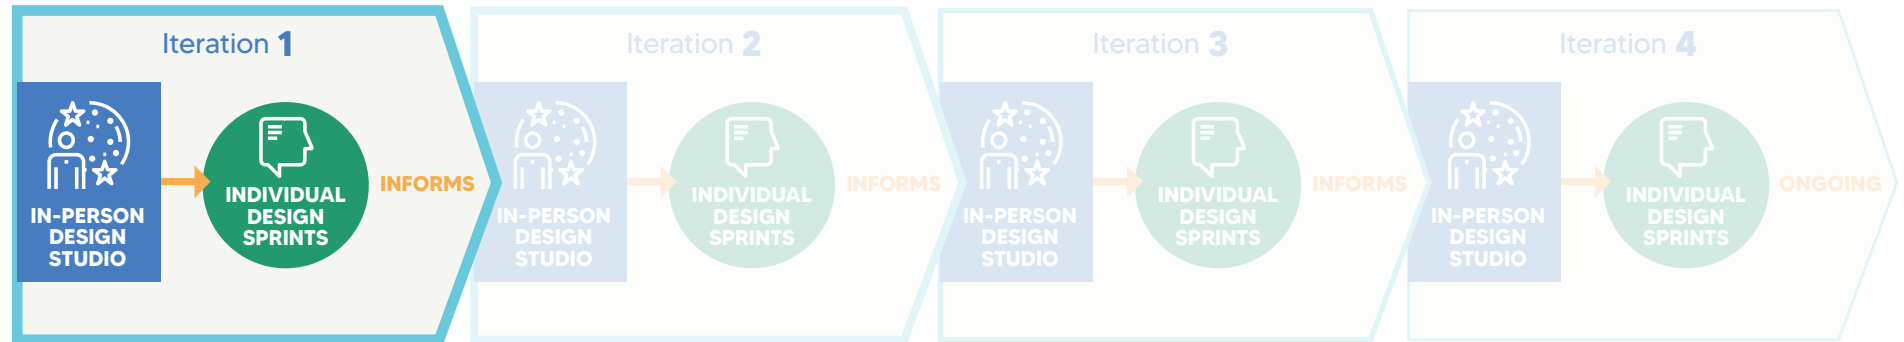 Iteration 1
IN-PERSON
DESIGN
STUDIO
INDIVIDUAL
DESIGN
SPRINTS
INFORMS
Iteration 2
IN-PERSON
DESIGN
STUDIO
INDIVIDUAL
DESIGN
SPRINTS
INFORMS
Iteration 3
IN-PERSON
DESIGN
STUDIO
INDIVIDUAL
DESIGN
SPRINTS
INFORMS
Iteration 4
IN-PERSON
DESIGN
STUDIO
INDIVIDUAL
DESIGN
SPRINTS
ONGOING